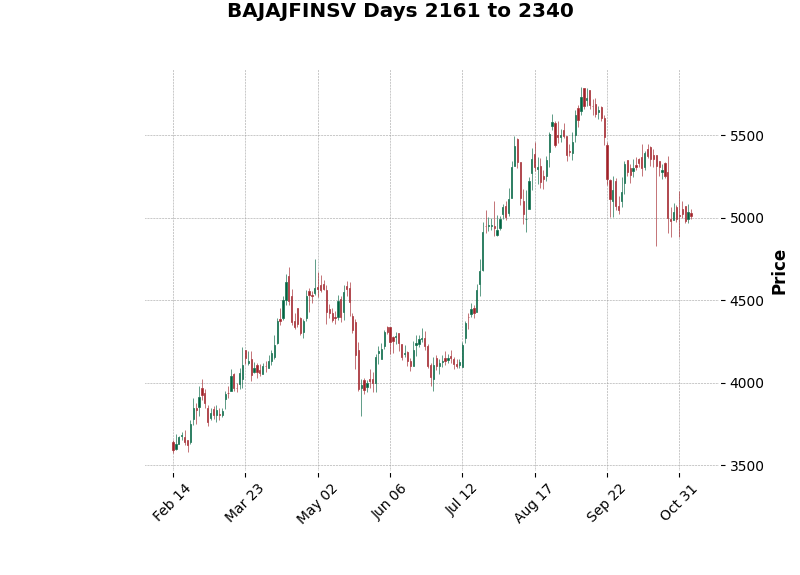 BAJAJFINSV Days 2161 to 2340
5500
5000
4500
4000
3500
Price
Feb 14
Mar 23
May 02
Jun 06
Jul 12
Aug 17
Sep 22
Oct 31